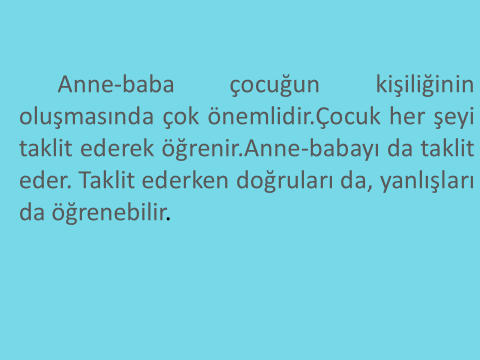 Anne-baba çocuğun kişiliğinin
oluşmasında çok önemlidir.Çocuk her şeyi
taklit ederek öğrenir.Anne-babayı da taklit
eder. Taklit ederken doğruları da, yanlışları
da öğrenebilir.